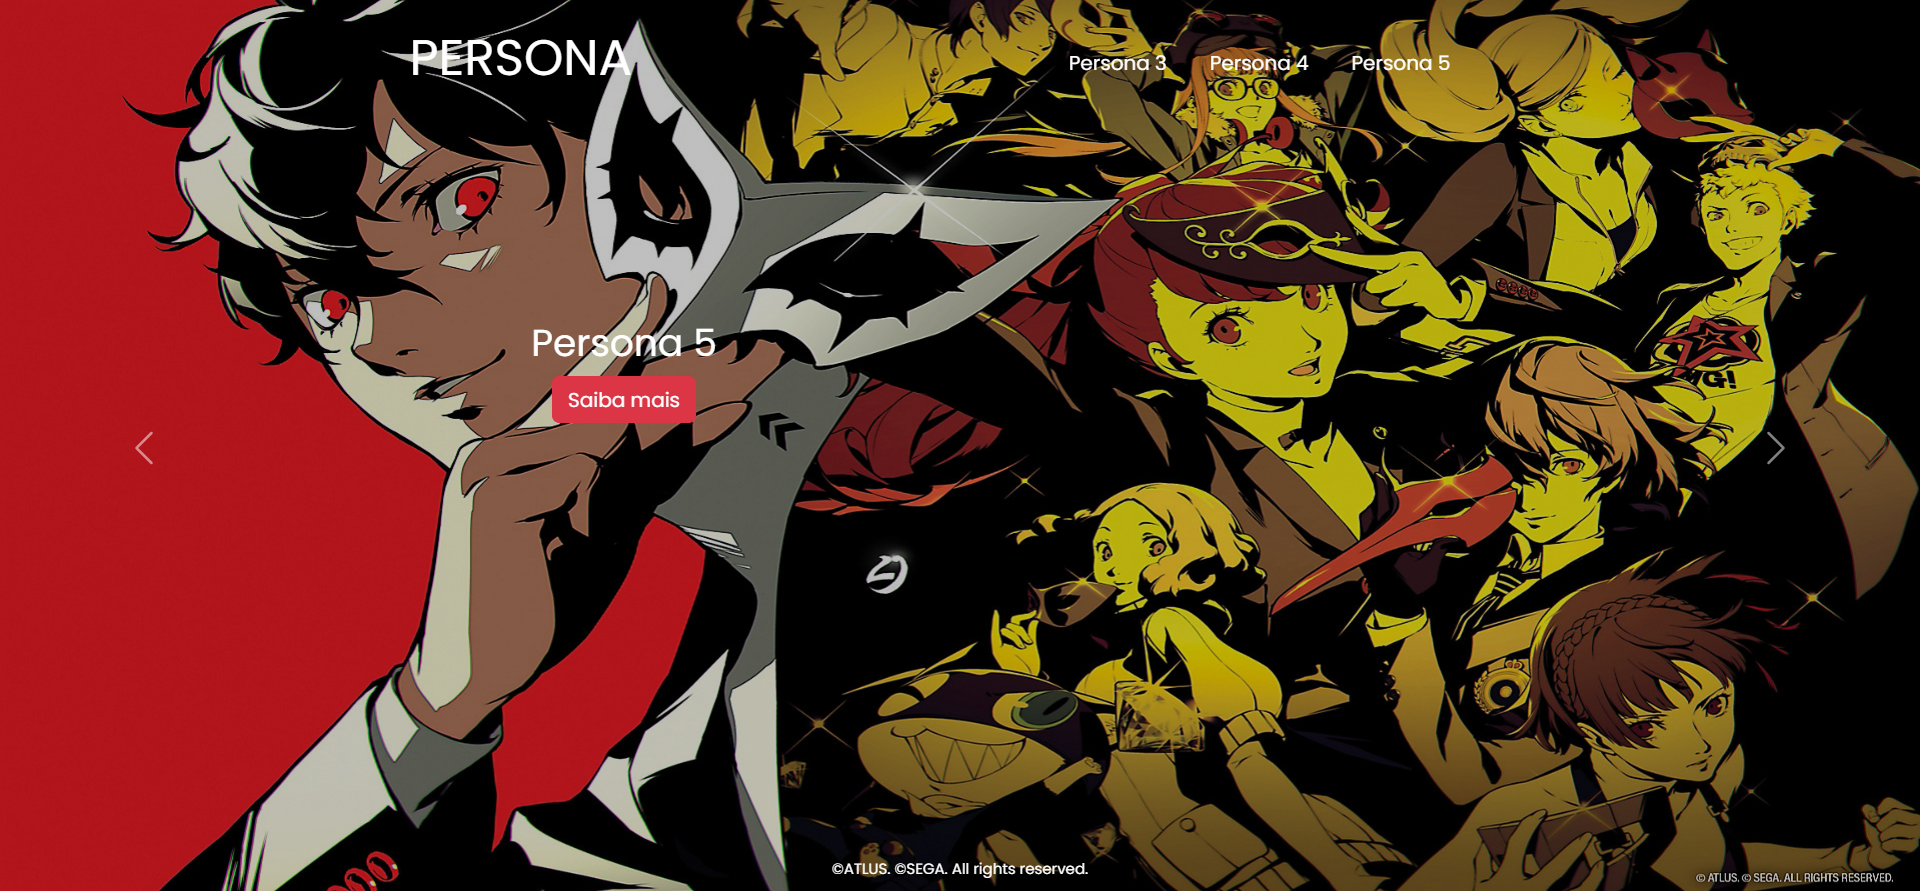 PERSONA
Persona 3
Persona 4
Persona 5
Persona 5
Saiba mais
©ATLUS. ©SEGA. All rights reserved.
© ATLUS. © SEGA. ALL RIGHTS RESERVED.